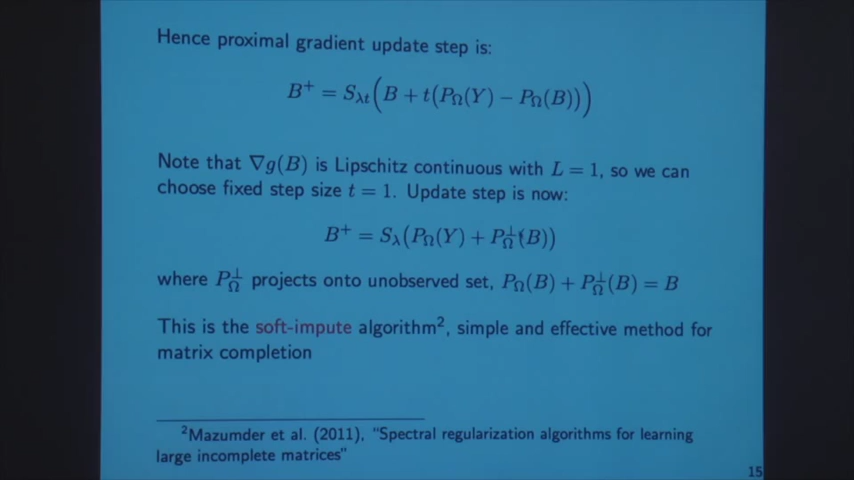 Hence proximal gradient update step is:
B⁺ = S_{λt}(B + t(P_Ω(Y) − P_Ω(B)))
Note that ∇g(B) is Lipschitz continuous with L = 1, so we can
choose fixed step size t = 1. Update step is now:
B⁺ = S_λ(P_Ω(Y) + P_Ω^⊥(B))
where P_Ω^⊥ projects onto unobserved set, P_Ω(B) + P_Ω^⊥(B) = B
This is the soft-impute algorithm², simple and effective method for
matrix completion
²Mazumder et al. (2011), "Spectral regularization algorithms for learning
large incomplete matrices"
15